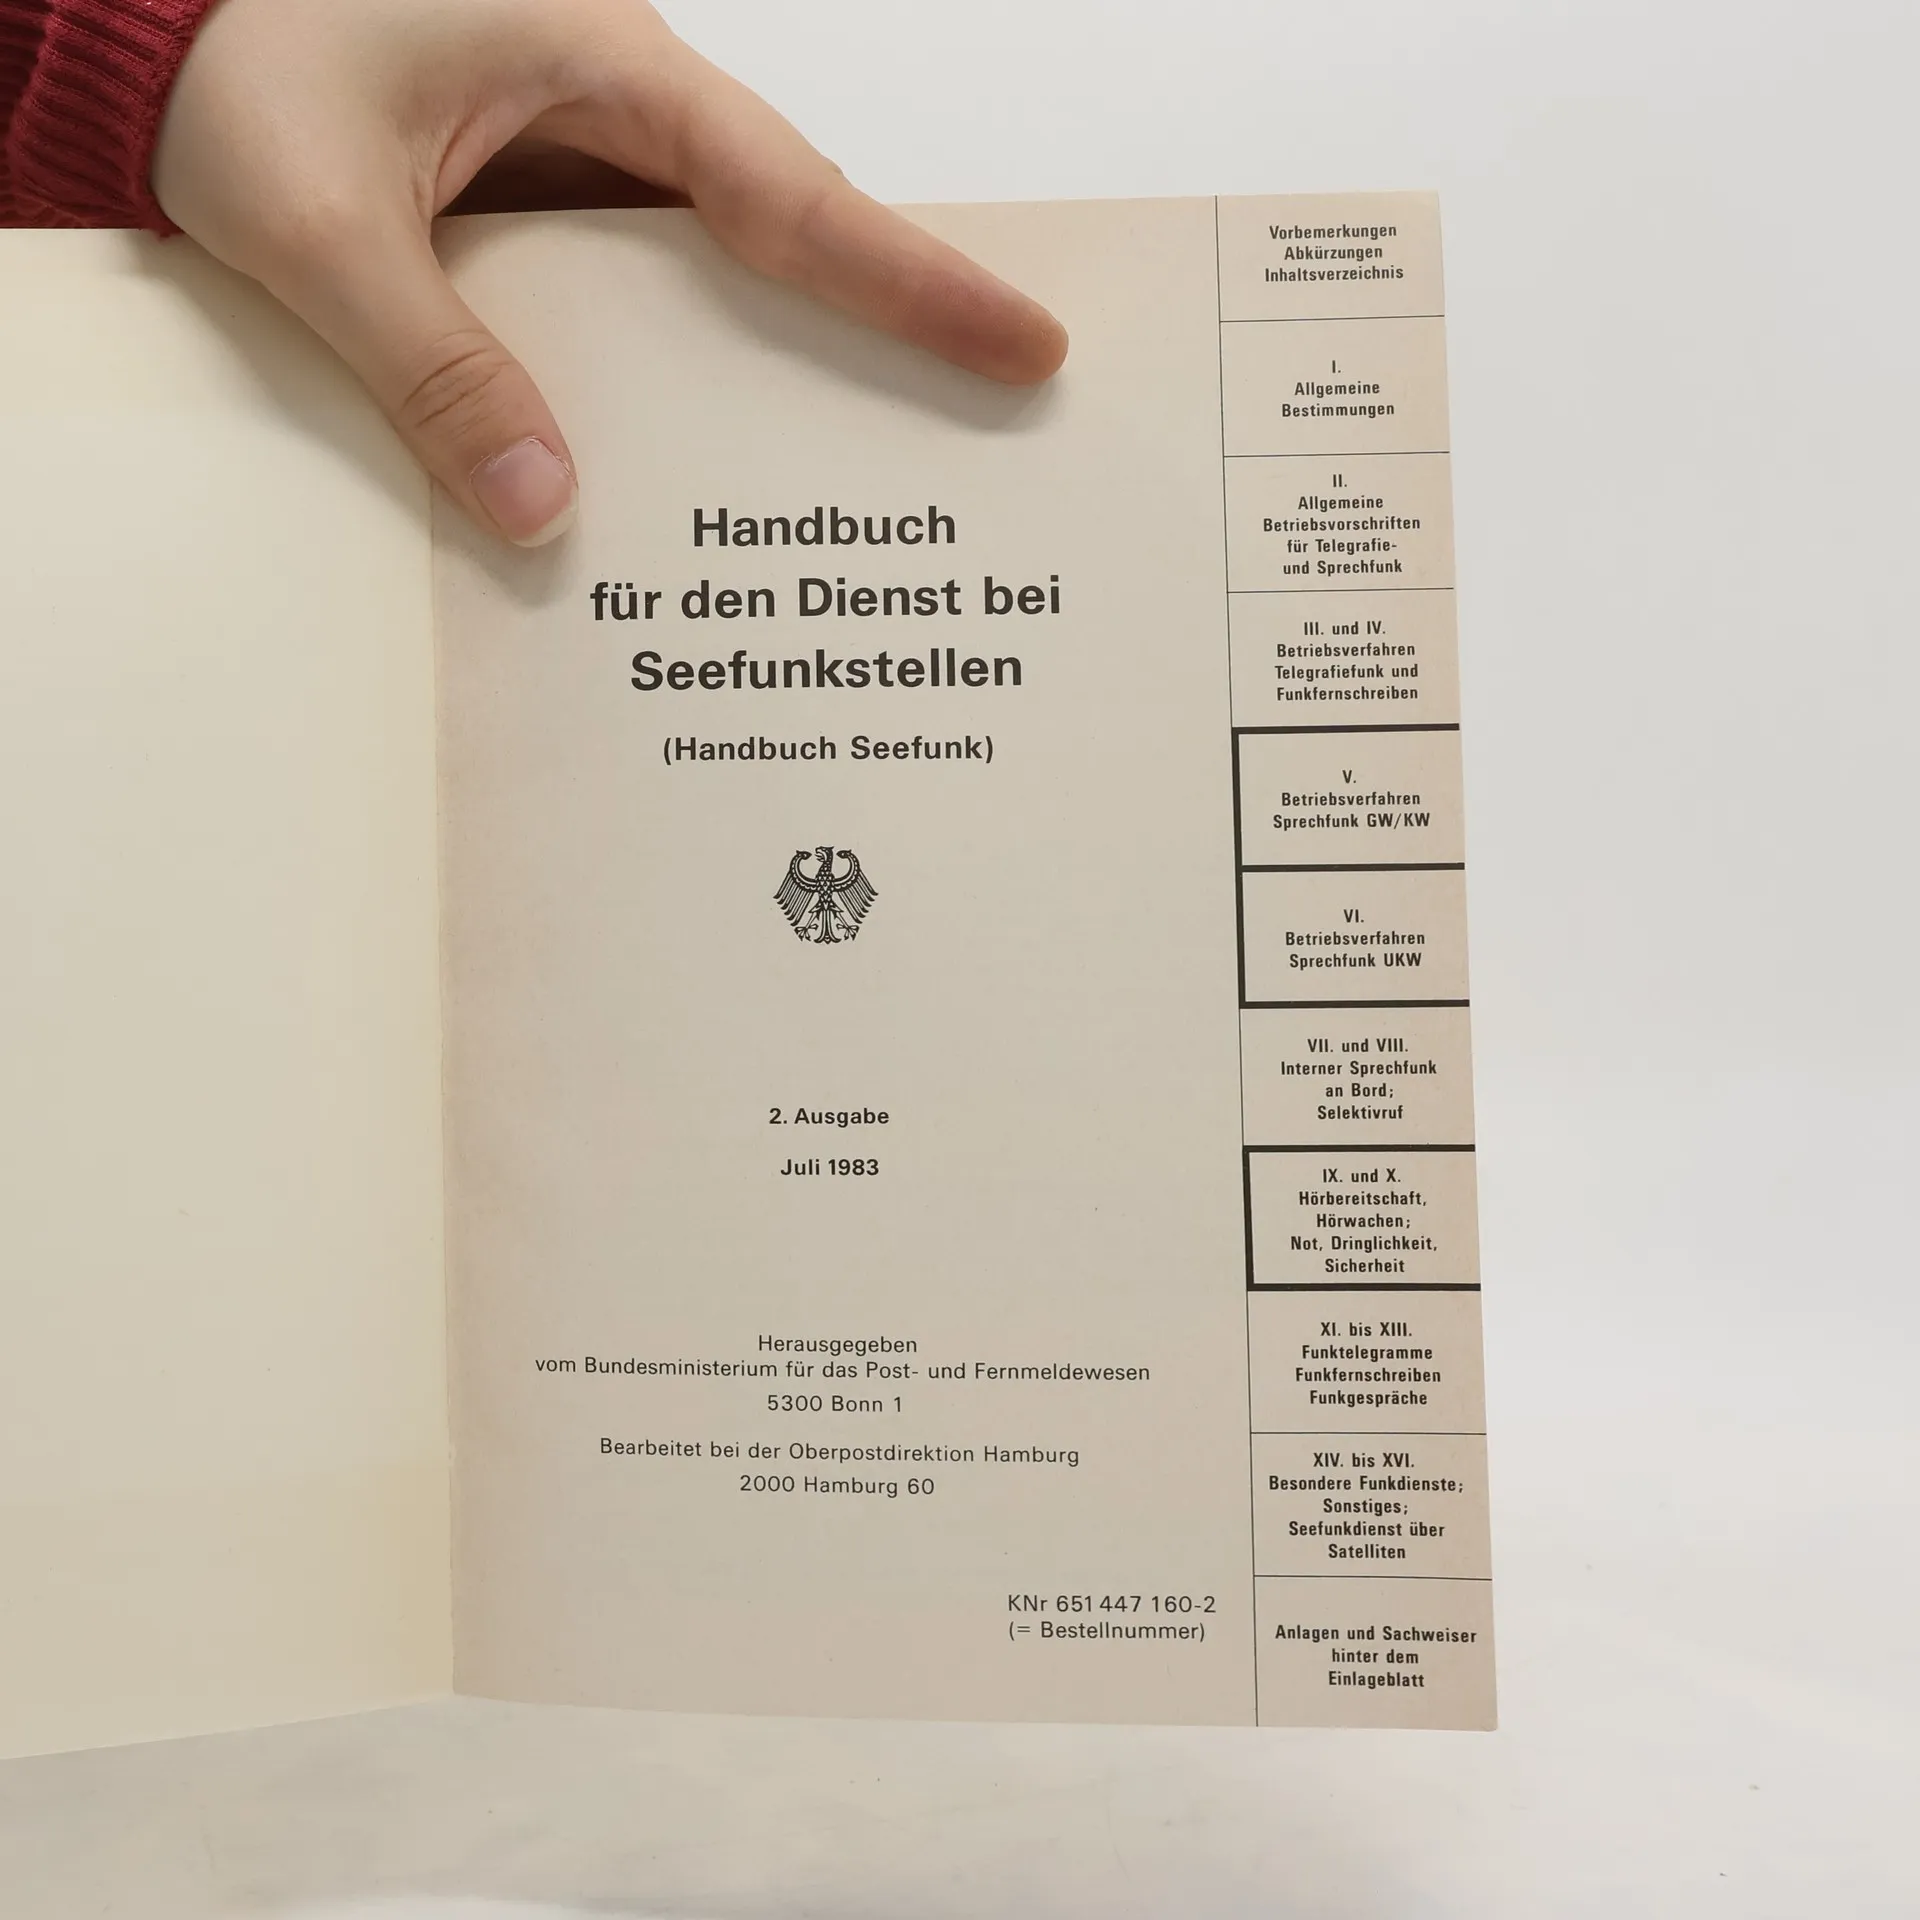 Handbuch
für den Dienst bei
Seefunkstellen
(Handbuch Seefunk)
2. Ausgabe
Juli 1983
Herausgegeben
vom Bundesministerium für das Post- und Fernmeldewesen
5300 Bonn 1
Bearbeitet bei der Oberpostdirektion Hamburg
2000 Hamburg 60
KNr 651 447 160-2
(= Bestellnummer)
Vorbemerkungen
Abkürzungen
Inhaltsverzeichnis
I.
Allgemeine
Bestimmungen
II.
Allgemeine
Betriebsvorschriften
für Telegrafie-
und Sprechfunk
III. und IV.
Betriebsverfahren
Telegrafiefunk und
Funkfernschreiben
V.
Betriebsverfahren
Sprechfunk GW/KW
VI.
Betriebsverfahren
Sprechfunk UKW
VII. und VIII.
Interner Sprechfunk
an Bord;
Selektivruf
IX. und X.
Hörbereitschaft,
Hörwachen;
Not, Dringlichkeit,
Sicherheit
XI. bis XIII.
Funktelegramme
Funkfernschreiben
Funkgespräche
XIV. bis XVI.
Besondere Funkdienste;
Sonstiges;
Seefunkdienst über
Satelliten
Anlagen und Sachweiser
hinter dem
Einlageblatt